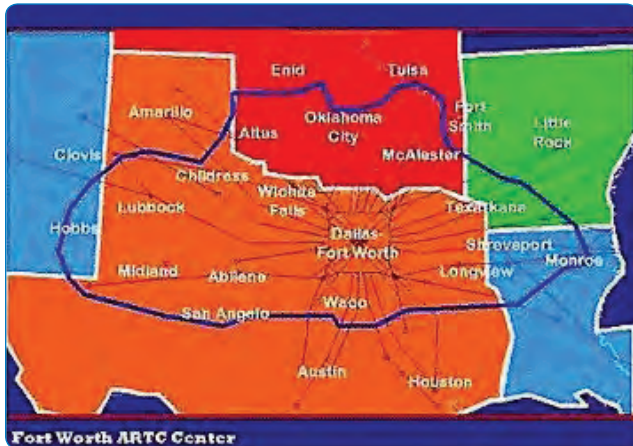 Enid
Tulsa
Amarillo
Oklahoma
City
Fort
Smith
Little
Rock
Altus
Clovis
McAlester
Childress
Wichita
Falls
Lubbock
Texarkana
Hobbs
Dallas-
Fort Worth
Shreveport
Monroe
Midland
Abilene
Longview
San Angelo
Waco
Austin
Houston
Fort Worth ARTC Center